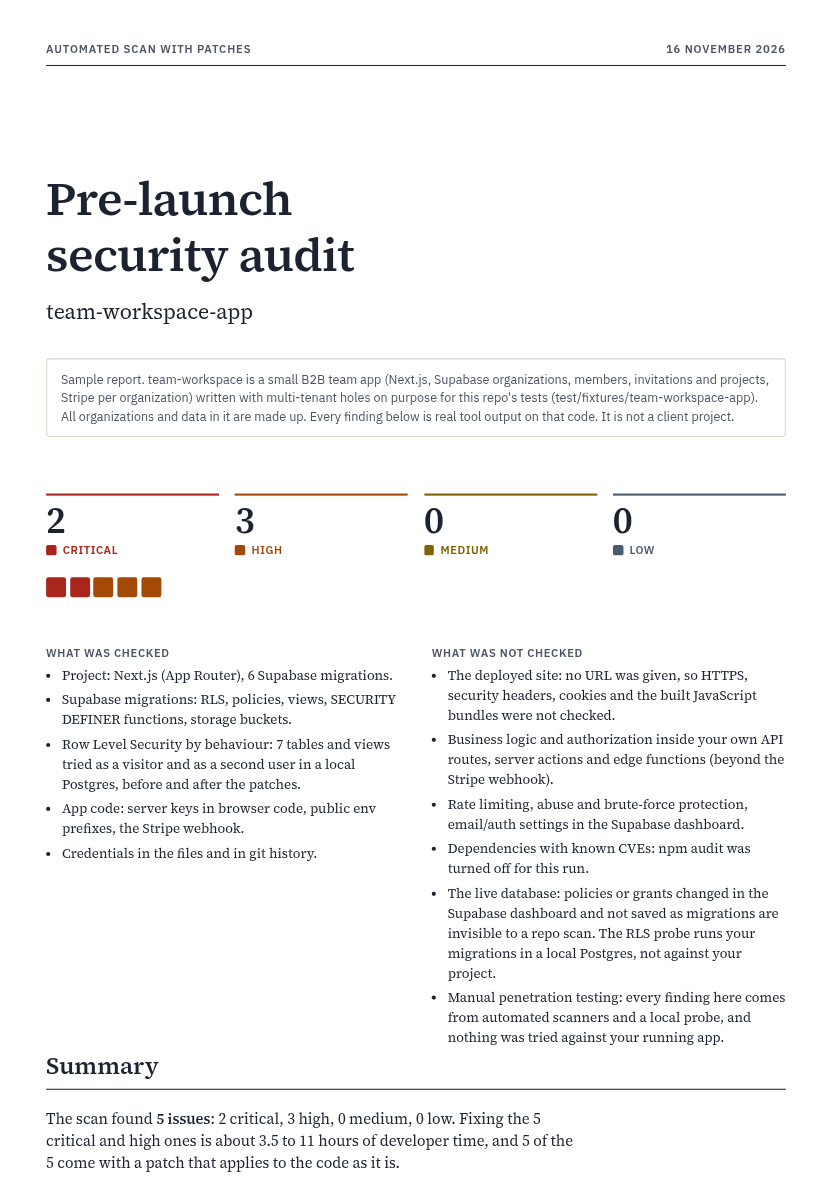 AUTOMATED SCAN WITH PATCHES
16 NOVEMBER 2026
Pre-launch
security audit
team-workspace-app
Sample report. team-workspace is a small B2B team app (Next.js, Supabase organizations, members, invitations and projects,
Stripe per organization) written with multi-tenant holes on purpose for this repo's tests (test/fixtures/team-workspace-app).
All organizations and data in it are made up. Every finding below is real tool output on that code. It is not a client project.
2
CRITICAL
3
HIGH
0
MEDIUM
0
LOW
WHAT WAS CHECKED
• Project: Next.js (App Router), 6 Supabase migrations.
• Supabase migrations: RLS, policies, views, SECURITY
DEFINER functions, storage buckets.
• Row Level Security by behaviour: 7 tables and views
tried as a visitor and as a second user in a local
Postgres, before and after the patches.
• App code: server keys in browser code, public env
prefixes, the Stripe webhook.
• Credentials in the files and in git history.
WHAT WAS NOT CHECKED
• The deployed site: no URL was given, so HTTPS,
security headers, cookies and the built JavaScript
bundles were not checked.
• Business logic and authorization inside your own API
routes, server actions and edge functions (beyond the
Stripe webhook).
• Rate limiting, abuse and brute-force protection,
email/auth settings in the Supabase dashboard.
• Dependencies with known CVEs: npm audit was
turned off for this run.
• The live database: policies or grants changed in the
Supabase dashboard and not saved as migrations are
invisible to a repo scan. The RLS probe runs your
migrations in a local Postgres, not against your
project.
• Manual penetration testing: every finding here comes
from automated scanners and a local probe, and
nothing was tried against your running app.
Summary
The scan found 5 issues: 2 critical, 3 high, 0 medium, 0 low. Fixing the 5
critical and high ones is about 3.5 to 11 hours of developer time, and 5 of the
5 come with a patch that applies to the code as it is.